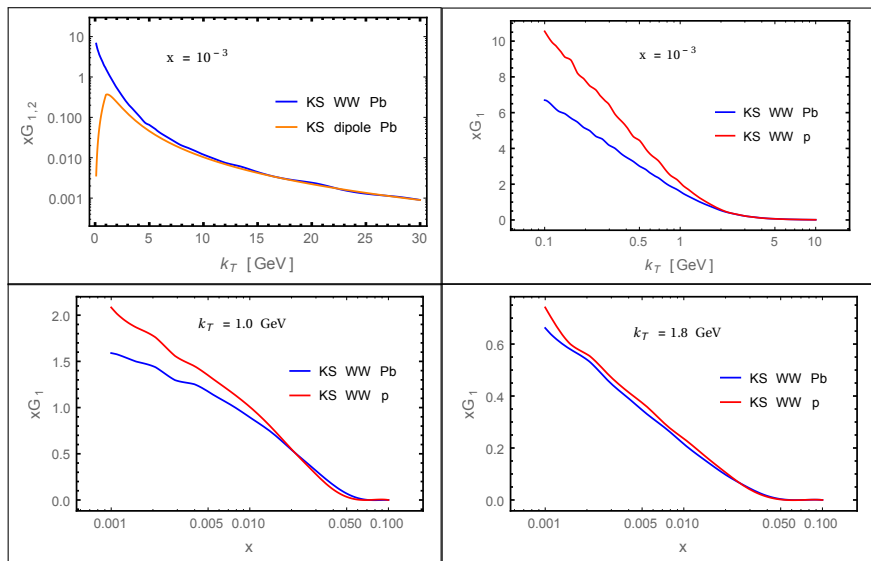 x = 10⁻³
KS WW Pb
KS dipole Pb
10
1
0.100
0.010
0.001
xG₁,₂
0 5 10 15 20 25 30
k_T [GeV]
x = 10⁻³
KS WW Pb
KS WW p
10
8
6
4
2
0
xG₁
0.1 0.5 1 5 10
k_T [GeV]
k_T = 1.0 GeV
KS WW Pb
KS WW p
2.0
1.5
1.0
0.5
0.0
xG₁
0.001 0.005 0.010 0.050 0.100
x
k_T = 1.8 GeV
KS WW Pb
KS WW p
0.6
0.4
0.2
0.0
xG₁
0.001 0.005 0.010 0.050 0.100
x